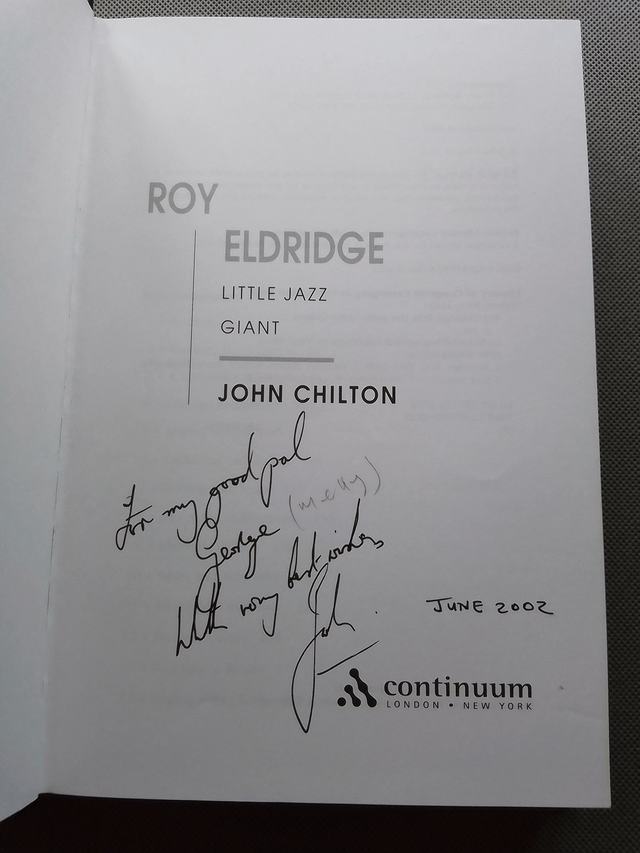 ROY
ELDRIDGE
LITTLE JAZZ
GIANT
JOHN CHILTON
For my good pal
George (melly)
With very best wishes
John
JUNE 2002
continuum
LONDON • NEW YORK